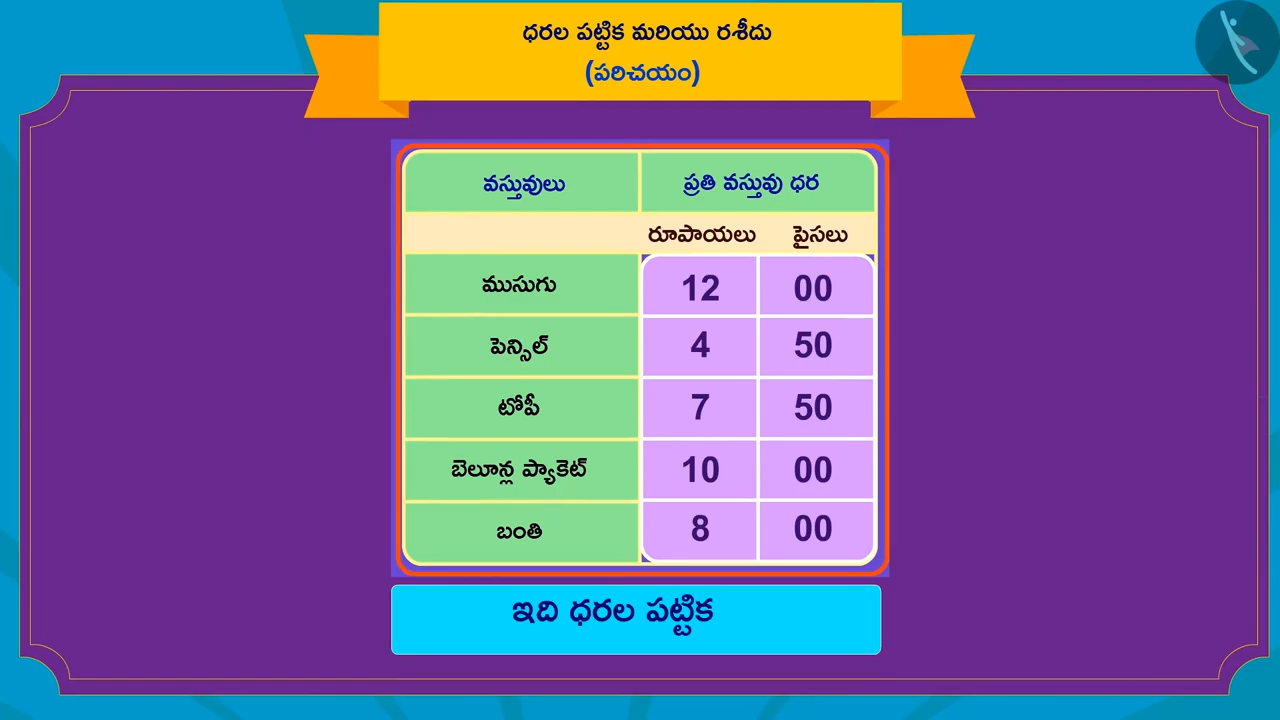 ధరల పట్టిక మరియు రశీదు
(పరిచయం)
వస్తువులు ప్రతి వస్తువు ధర
రూపాయలు పైసలు
ముసుగు 12 00
పెన్సిల్ 4 50
టోపీ 7 50
బెలూన్ల ప్యాకెట్ 10 00
బంతి 8 00
ఇది ధరల పట్టిక